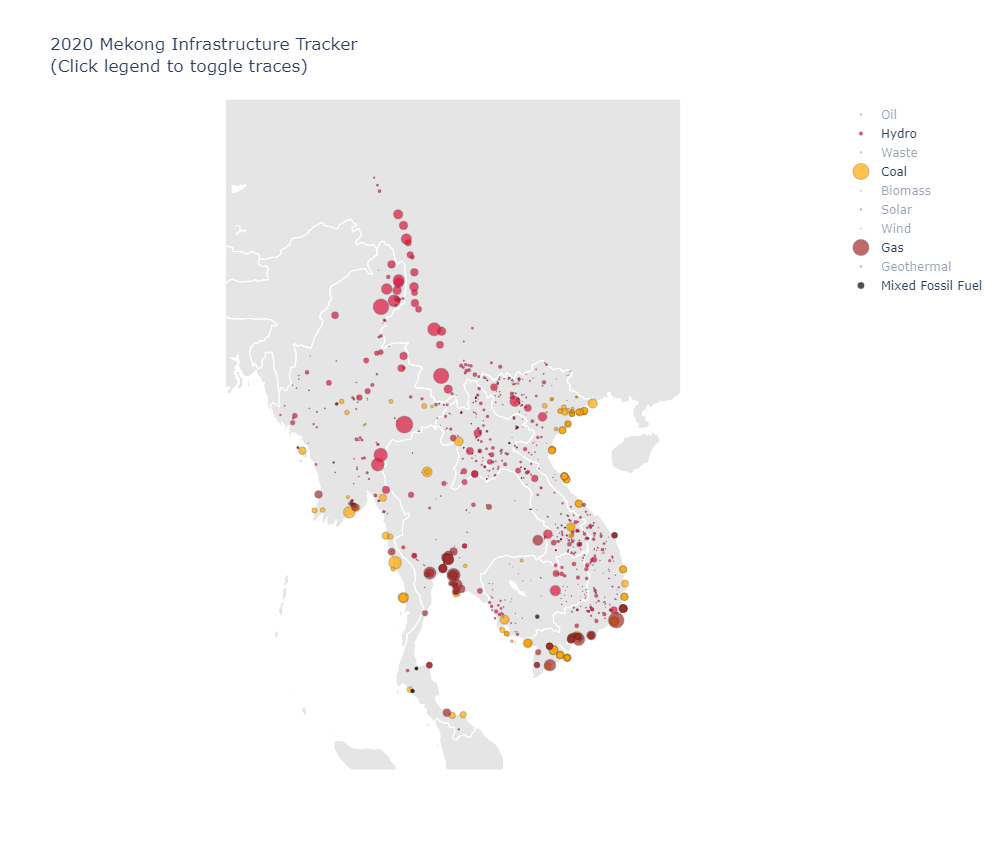 2020 Mekong Infrastructure Tracker
(Click legend to toggle traces)
Oil
Hydro
Waste
Coal
Biomass
Solar
Wind
Gas
Geothermal
Mixed Fossil Fuel